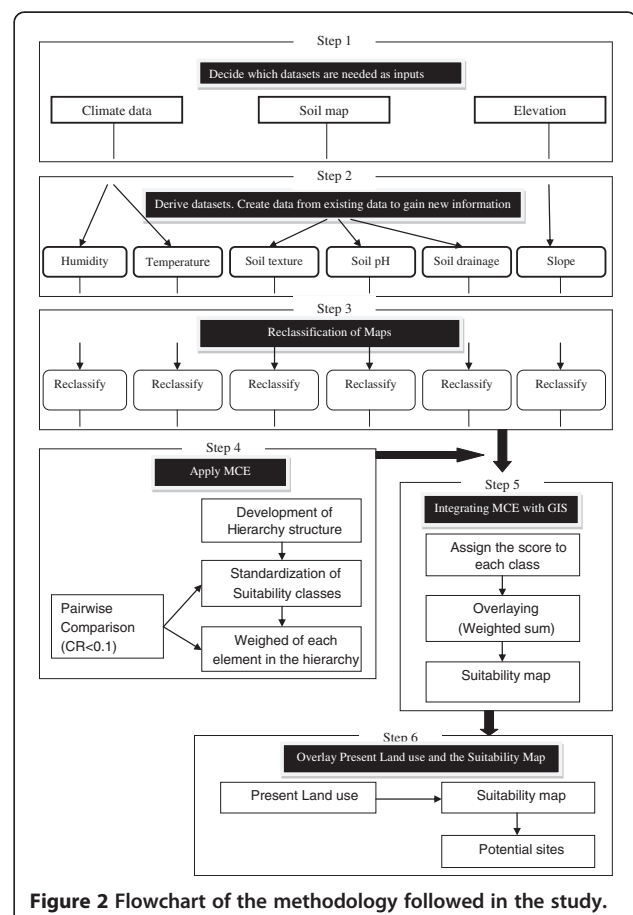 Step 1
Decide which datasets are needed as inputs
Climate data
Soil map
Elevation
Step 2
Derive datasets. Create data from existing data to gain new information
Humidity
Temperature
Soil texture
Soil pH
Soil drainage
Slope
Step 3
Reclassification of Maps
Reclassify
Reclassify
Reclassify
Reclassify
Reclassify
Reclassify
Step 4
Apply MCE
Development of
Hierarchy structure
Standardization of
Suitability classes
Pairwise
Comparison
(CR<0.1)
Weighed of each
element in the hierarchy
Step 5
Integrating MCE with GIS
Assign the score to
each class
Overlaying
(Weighted sum)
Suitability map
Step 6
Overlay Present Land use and the Suitability Map
Present Land use
Suitability map
Potential sites
Figure 2 Flowchart of the methodology followed in the study.